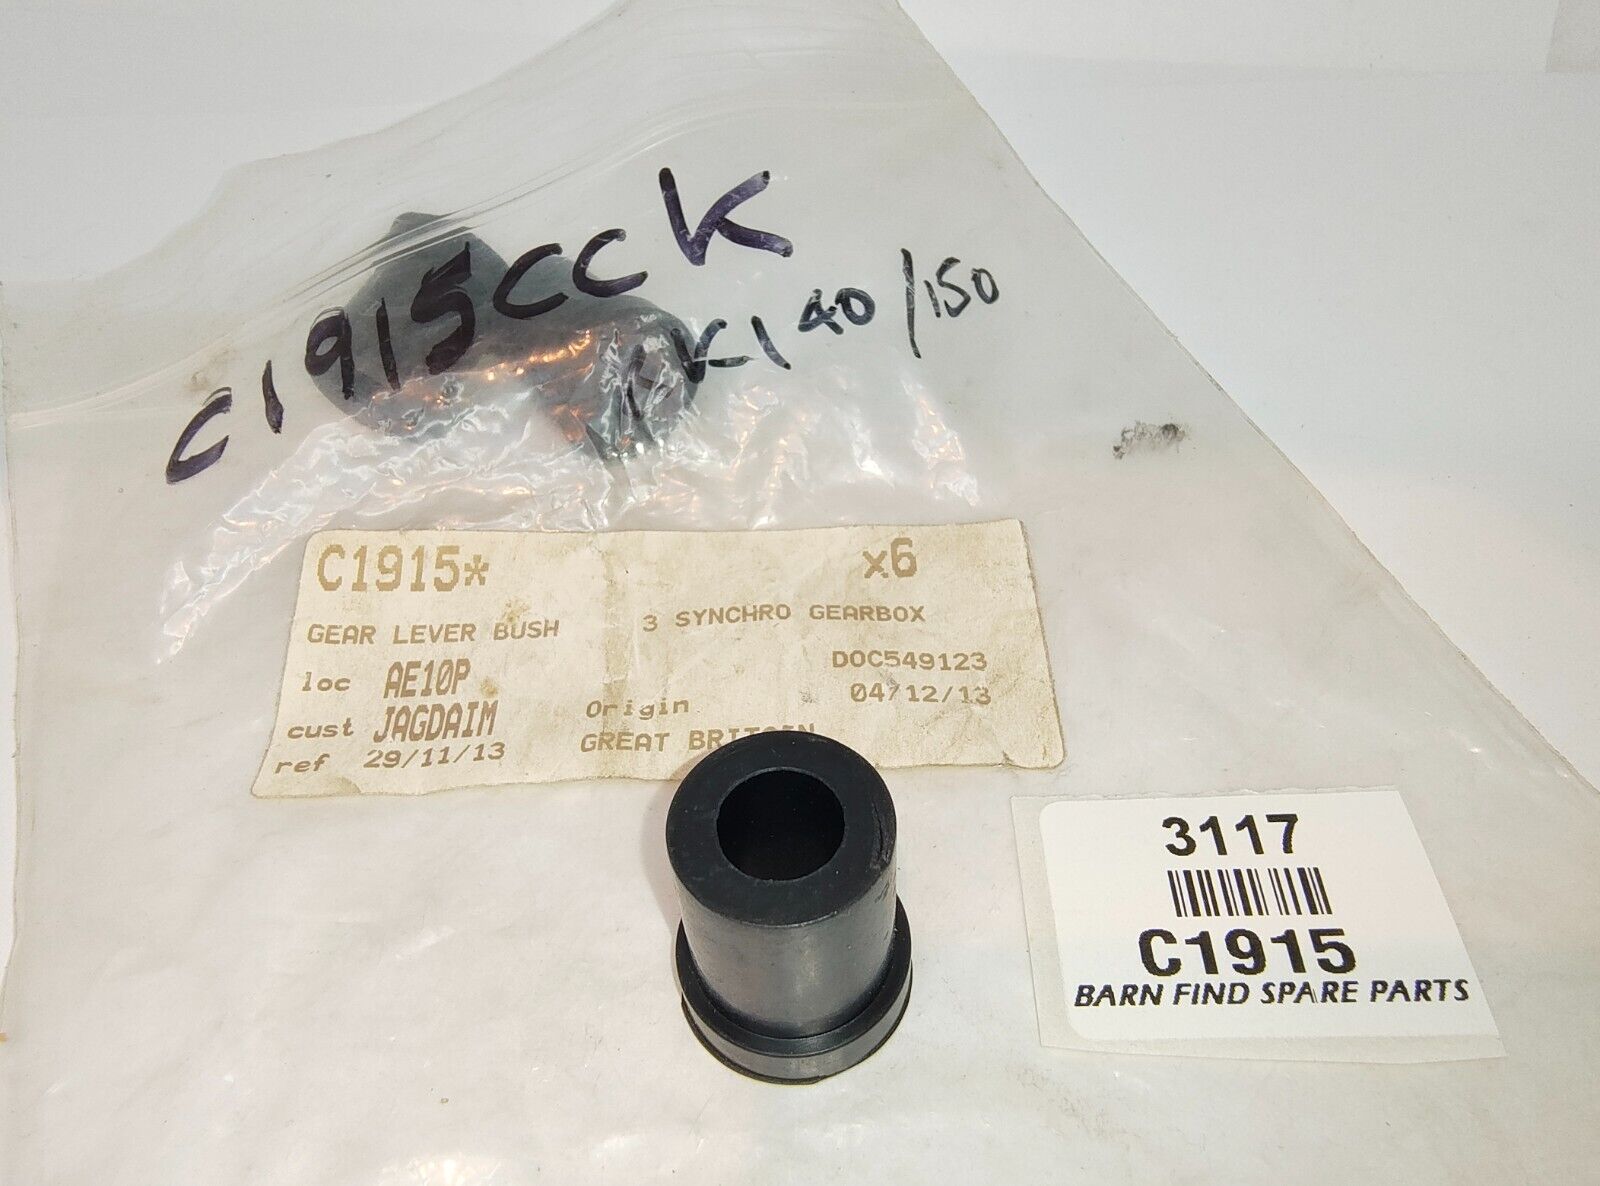 C1915CCK
XK140/150
C1915* x6
GEAR LEVER BUSH 3 SYNCHRO GEARBOX
loc AE10P DOC549123
cust JAGDAIM Origin 04/12/13
ref 29/11/13 GREAT BRITAIN
3117
C1915
BARN FIND SPARE PARTS